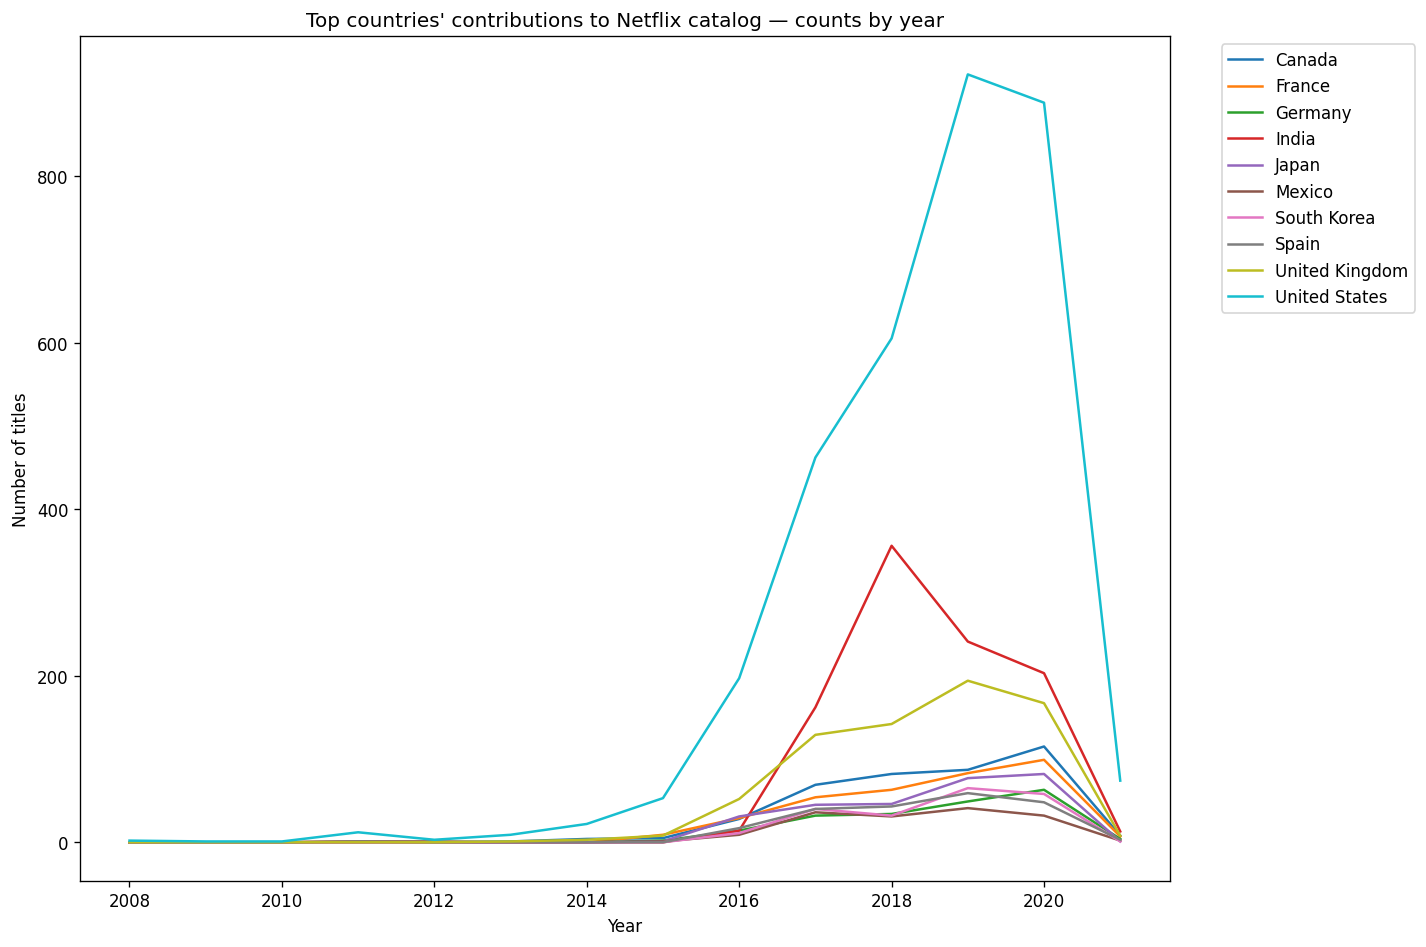 Top countries' contributions to Netflix catalog — counts by year
Number of titles
800
600
400
200
0
2008
2010
2012
2014
2016
2018
2020
Year
Canada
France
Germany
India
Japan
Mexico
South Korea
Spain
United Kingdom
United States